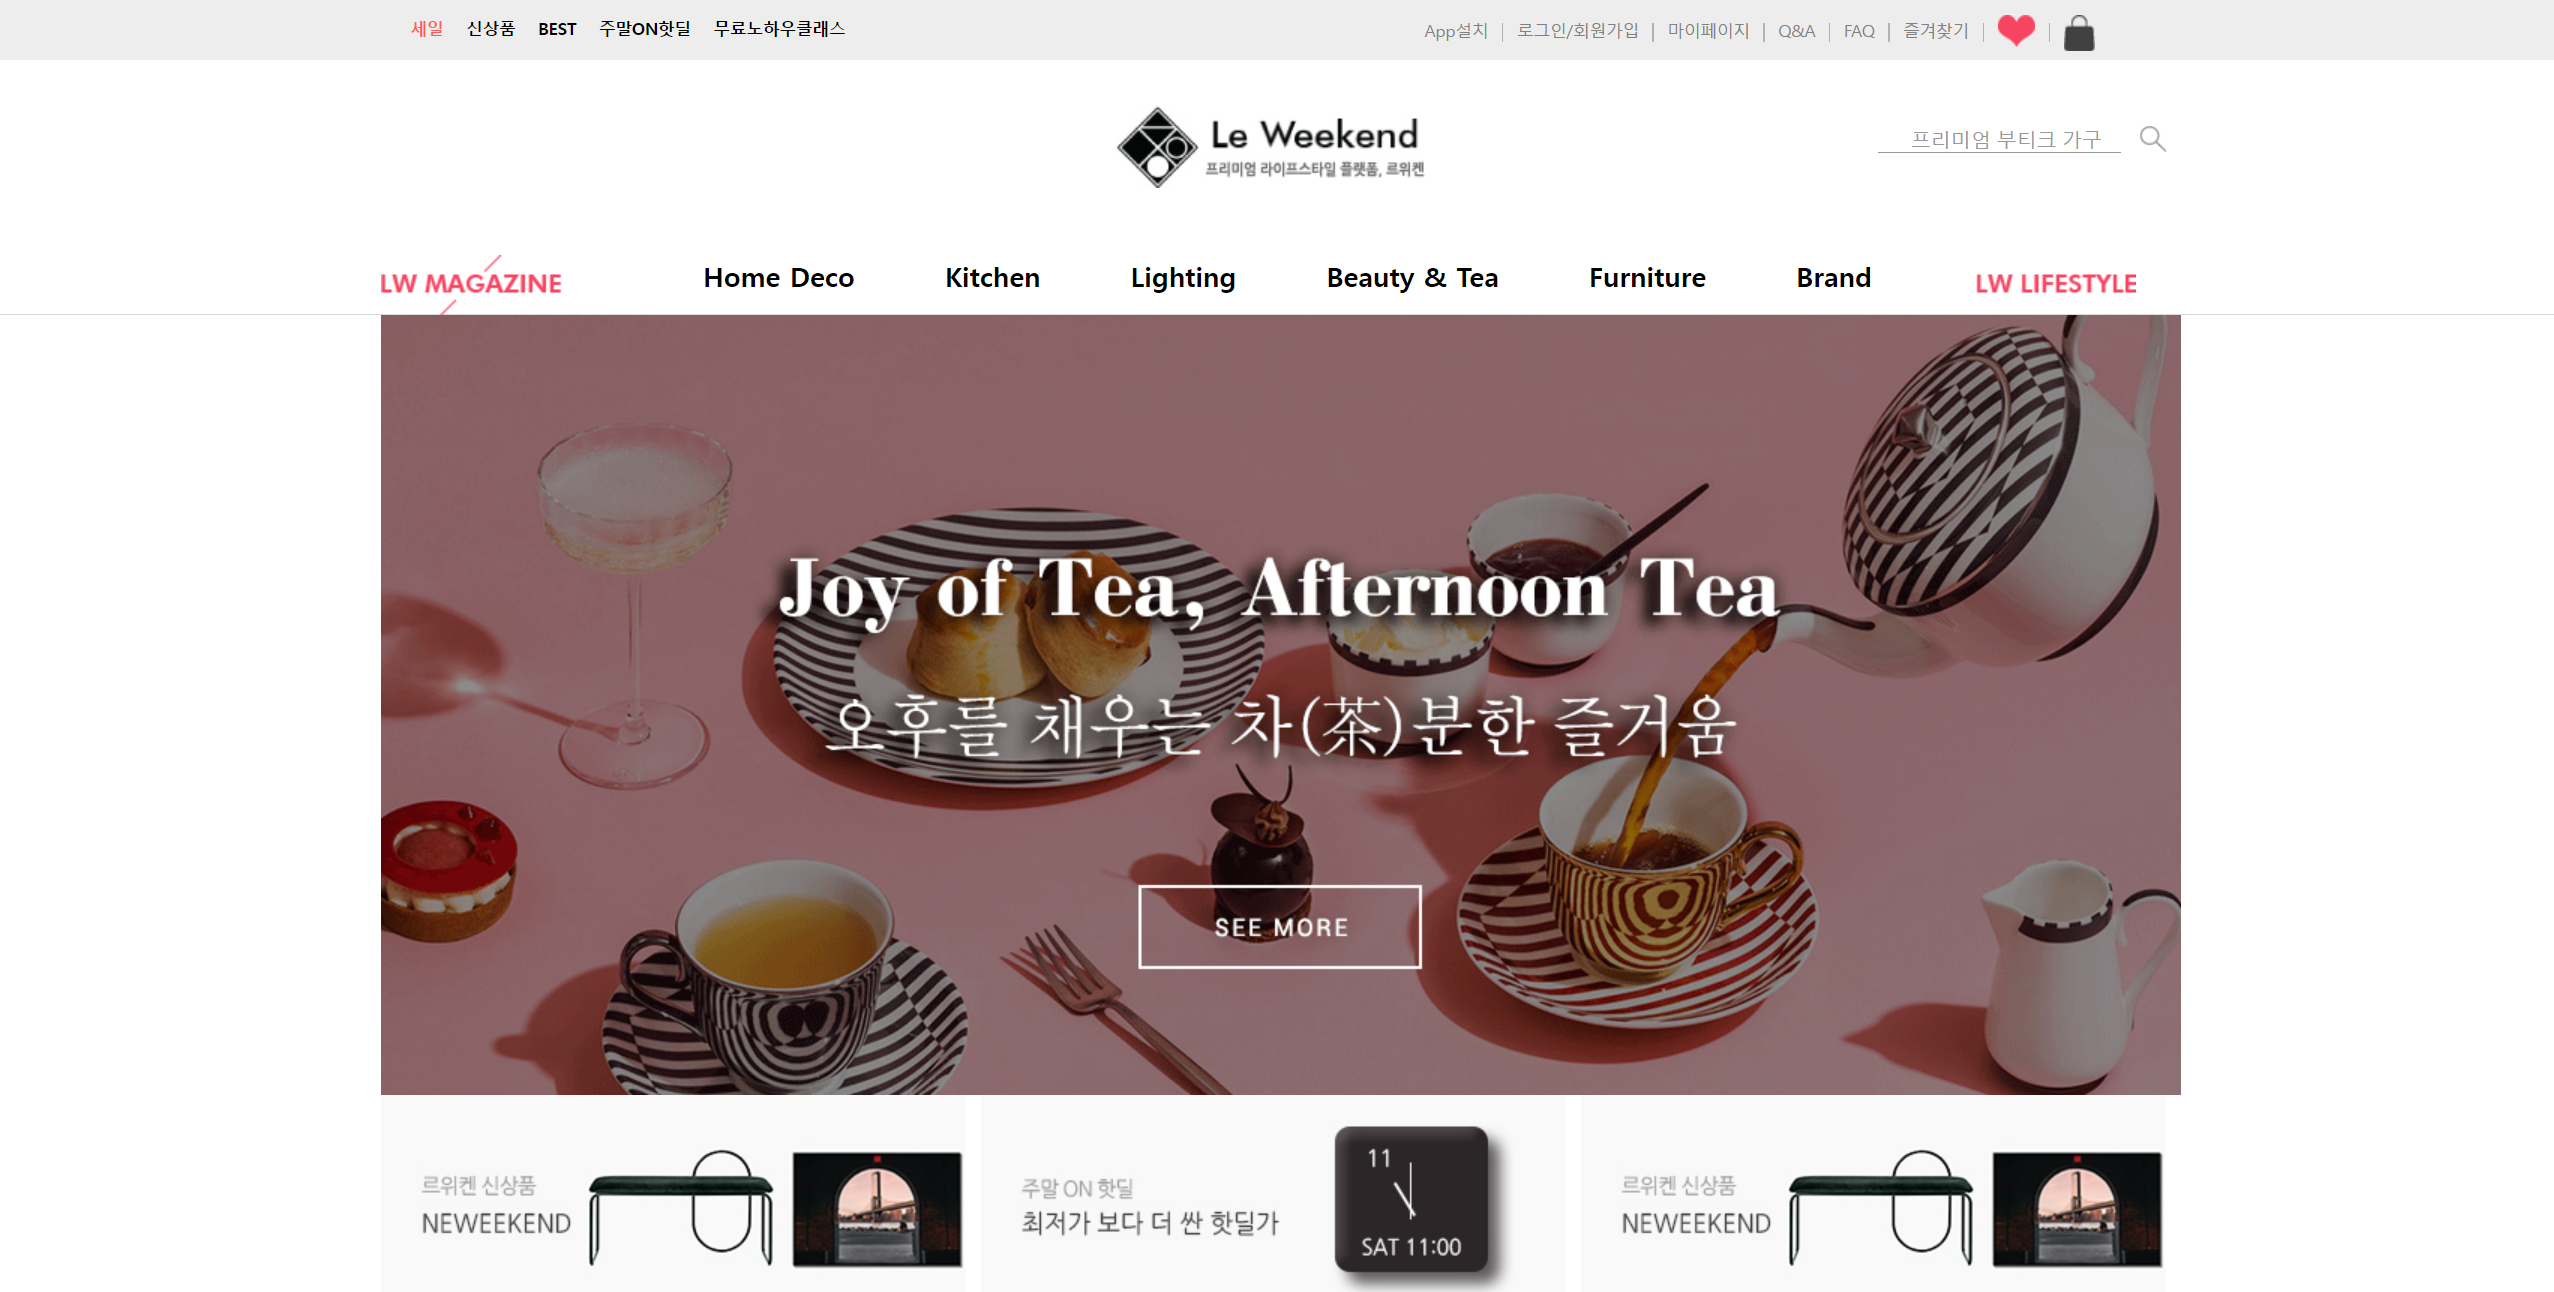 세일 신상품 BEST 주말ON핫딜 무료노하우클래스
App설치 로그인/회원가입 마이페이지 Q&A FAQ 즐겨찾기
Le Weekend
프리미엄 라이프스타일 플랫폼, 르위켄
프리미엄 부티크 가구
LW MAGAZINE
Home Deco Kitchen Lighting Beauty & Tea Furniture Brand
LW LIFESTYLE
Joy of Tea, Afternoon Tea
오후를 채우는 차(茶)분한 즐거움
SEE MORE
르위켄 신상품
NEWEEKEND
주말 ON 핫딜
최저가 보다 더 싼 핫딜가
11
SAT 11:00
르위켄 신상품
NEWEEKEND